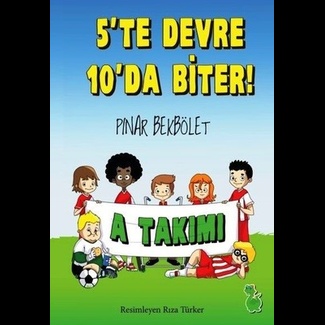 5'TE DEVRE
10'DA BİTER!
PINAR BEKBÖLET
A TAKIMI
Resimleyen Rıza Türker